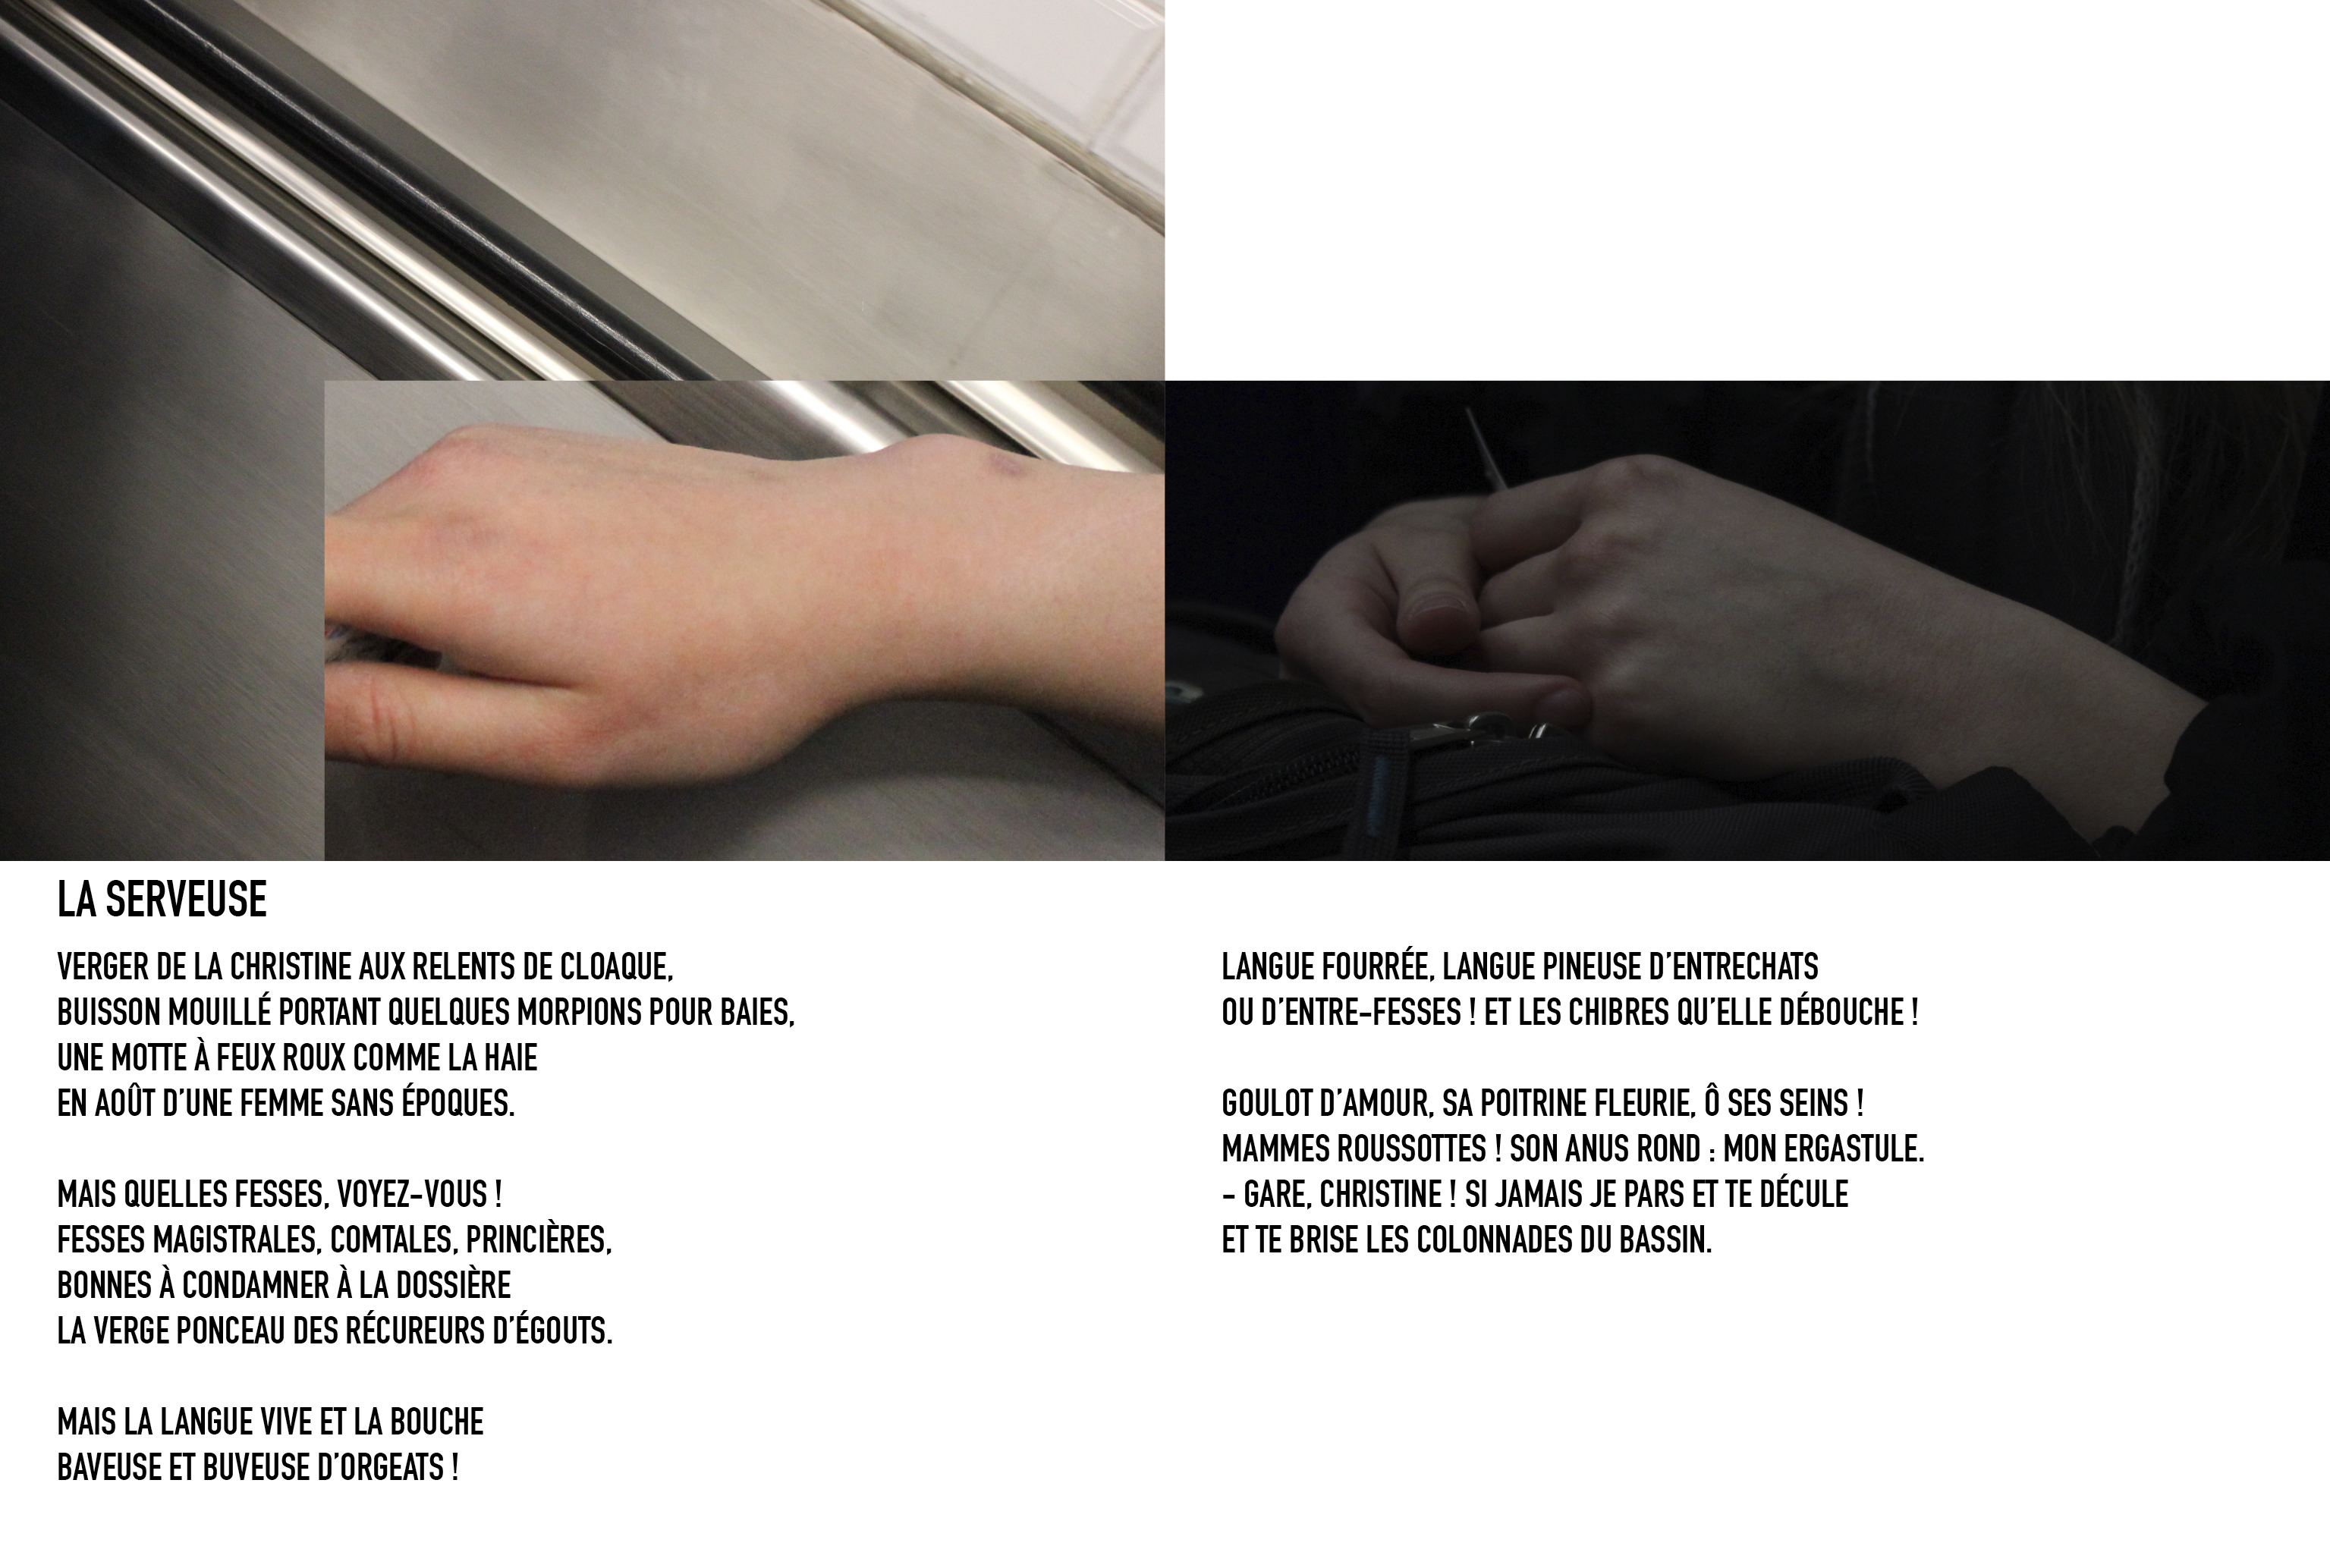 LA SERVEUSE
VERGER DE LA CHRISTINE AUX RELENTS DE CLOAQUE,
BUISSON MOUILLÉ PORTANT QUELQUES MORPIONS POUR BAIES,
UNE MOTTE À FEUX ROUX COMME LA HAIE
EN AOÛT D'UNE FEMME SANS ÉPOQUES.
MAIS QUELLES FESSES, VOYEZ-VOUS !
FESSES MAGISTRALES, COMTALES, PRINCIÈRES,
BONNES À CONDAMNER À LA DOSSIÈRE
LA VERGE PONCEAU DES RÉCUREURS D'ÉGOUTS.
MAIS LA LANGUE VIVE ET LA BOUCHE
BAVEUSE ET BUVEUSE D'ORGEATS !
LANGUE FOURRÉE, LANGUE PINEUSE D'ENTRECHATS
OU D'ENTRE-FESSES ! ET LES CHIBRES QU'ELLE DÉBOUCHE !
GOULOT D'AMOUR, SA POITRINE FLEURIE, Ô SES SEINS !
MAMMES ROUSSOTTES ! SON ANUS ROND : MON ERGASTULE.
- GARE, CHRISTINE ! SI JAMAIS JE PARS ET TE DÉCULE
ET TE BRISE LES COLONNADES DU BASSIN.